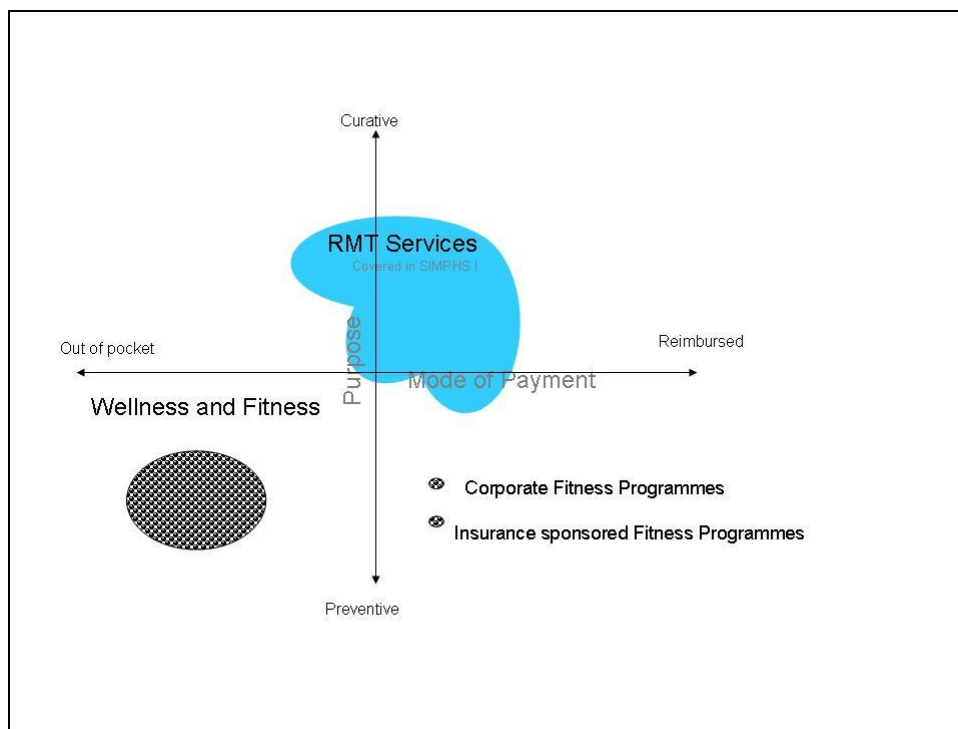 Curative
RMT Services
Covered in SIMPHS I
Purpose
Out of pocket
Reimbursed
Mode of Payment
Wellness and Fitness
Corporate Fitness Programmes
Insurance sponsored Fitness Programmes
Preventive